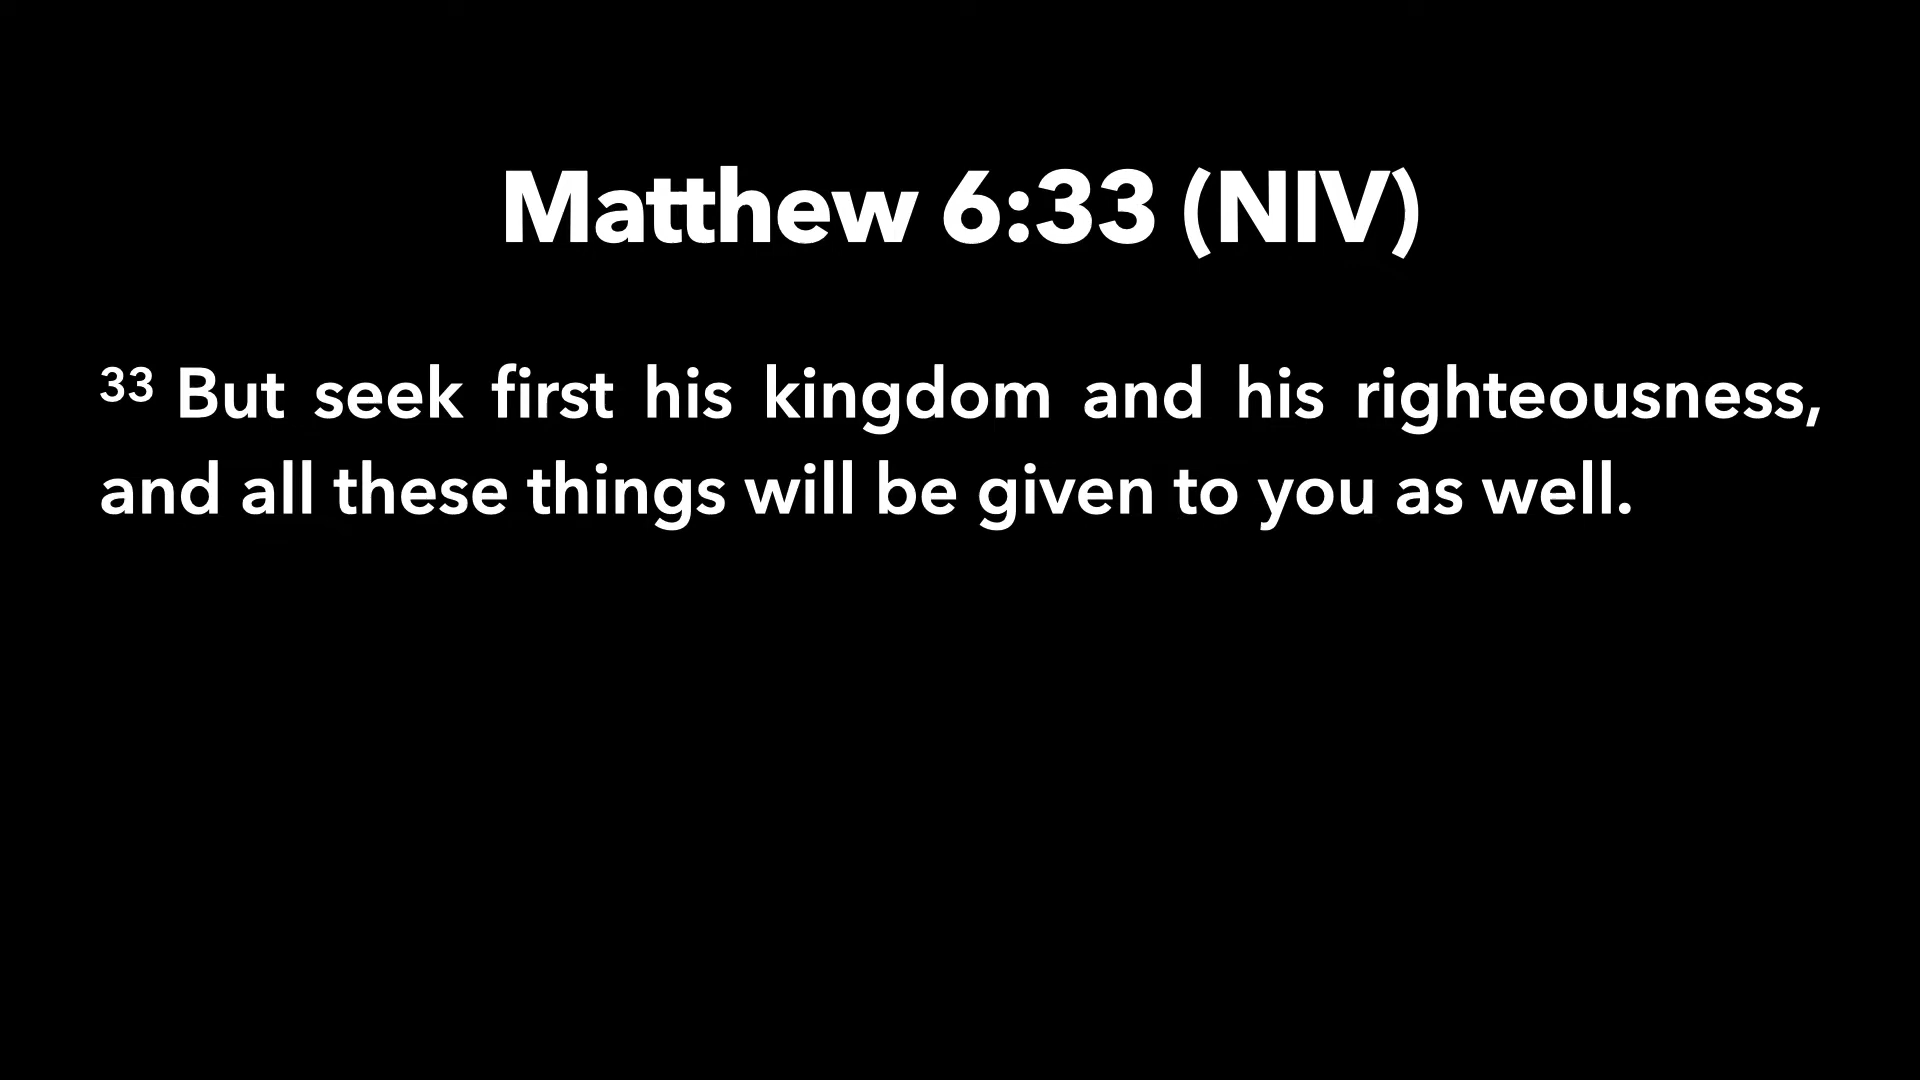 Matthew 6:33 (NIV)
33 But seek first his kingdom and his righteousness,
and all these things will be given to you as well.